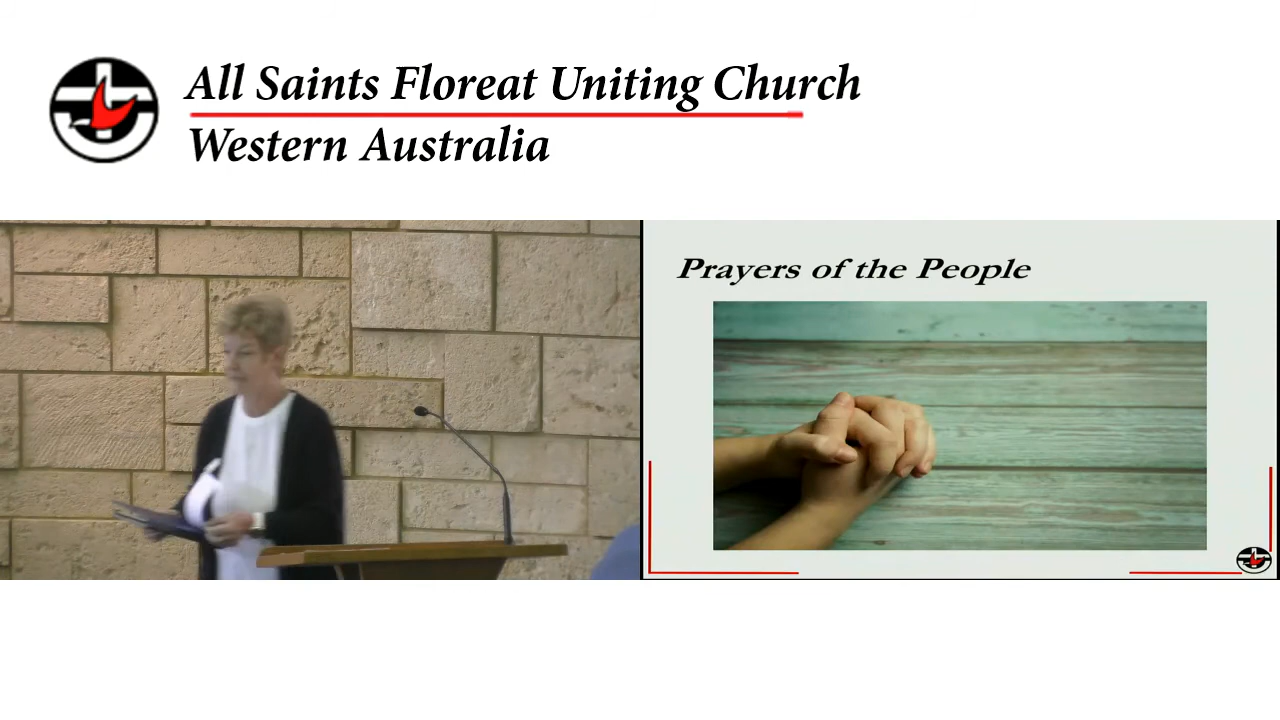 All Saints Floreat Uniting Church
Western Australia
Prayers of the People